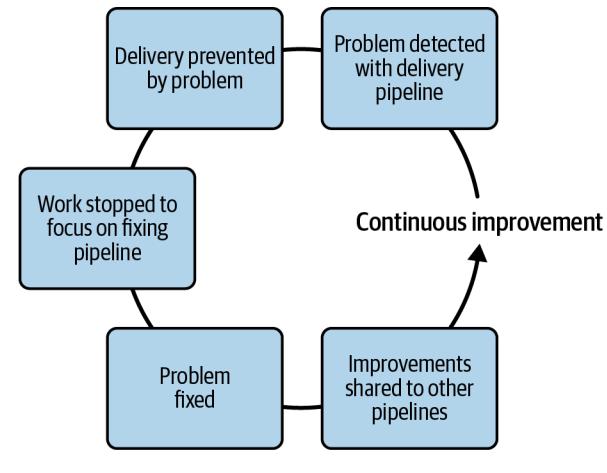 Delivery prevented
by problem
Problem detected
with delivery
pipeline
Work stopped to
focus on fixing
pipeline
Continuous improvement
Problem
fixed
Improvements
shared to other
pipelines